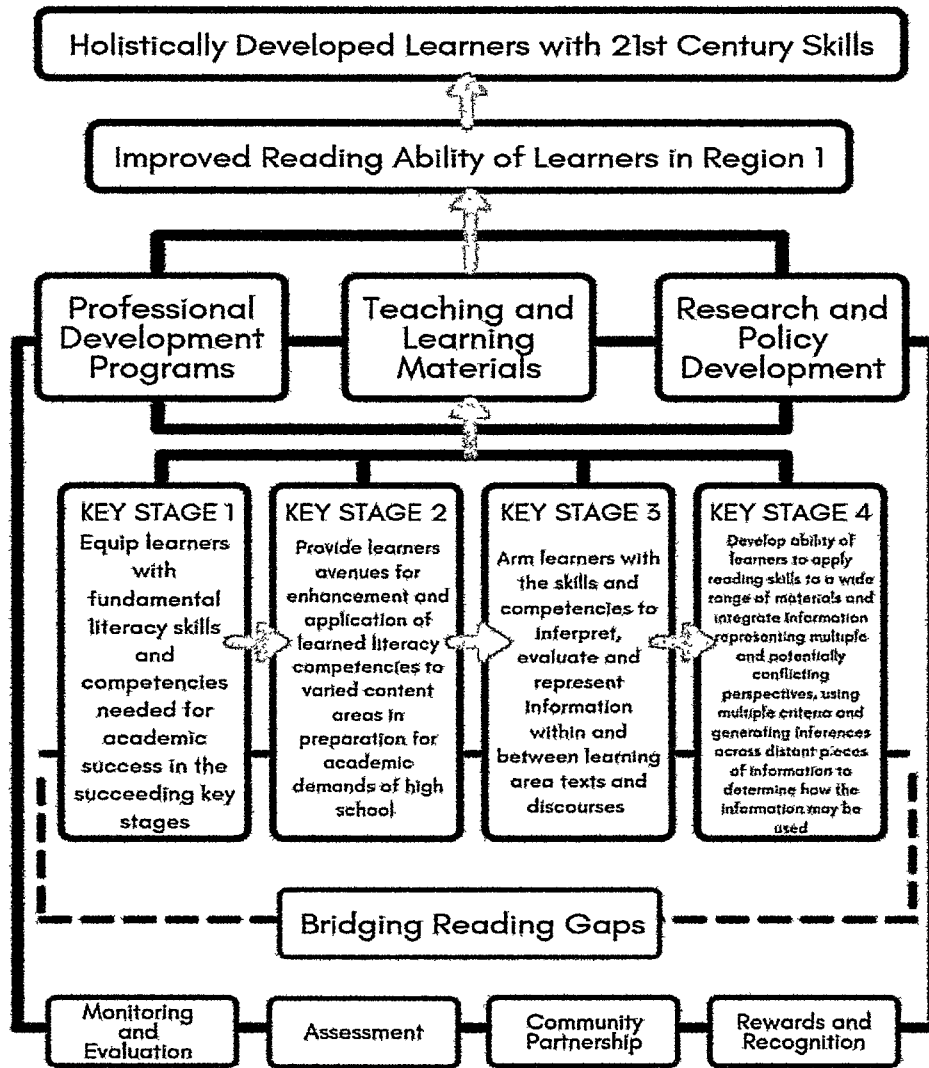 Holistically Developed Learners with 21st Century Skills
Improved Reading Ability of Learners in Region 1
Professional
Development
Programs
Teaching and
Learning
Materials
Research and
Policy
Development
KEY STAGE 1
Equip learners
with
fundamental
literacy skills
and
competencies
needed for
academic
success in the
succeeding key
stages
KEY STAGE 2
Provide learners
avenues for
enhancement and
application of
learned literacy
competencies to
varied content
areas in
preparation for
academic
demands of high
school
KEY STAGE 3
Arm learners with
the skills and
competencies to
interpret,
evaluate and
represent
information
within and
between learning
area texts and
discourses
KEY STAGE 4
Develop ability of
learners to apply
reading skills to a wide
range of materials and
integrate information
representing multiple
and potentially
conflicting
perspectives, using
multiple criteria and
generating inferences
across distant pieces
of information to
determine how the
information may be
used
Bridging Reading Gaps
Monitoring
and
Evaluation
Assessment
Community
Partnership
Rewards and
Recognition